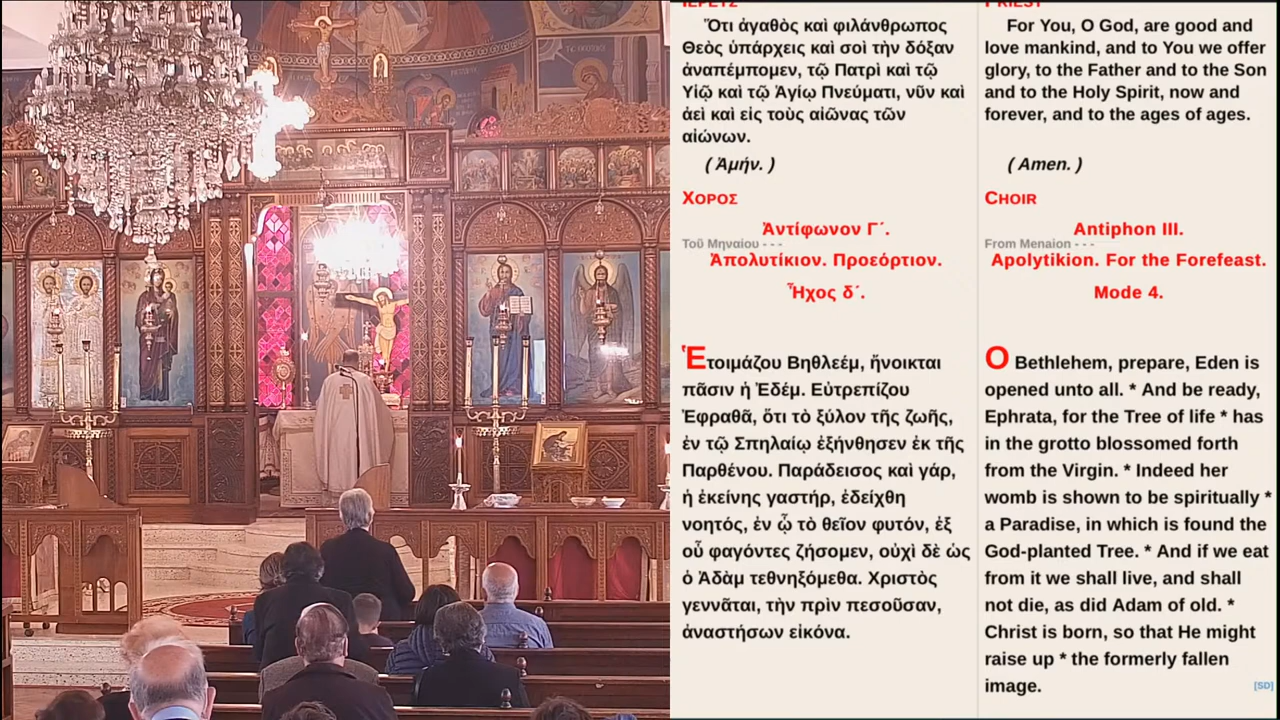 ΙΕΡΕΥΣ
Ὅτι ἀγαθὸς καὶ φιλάνθρωπος
Θεὸς ὑπάρχεις καὶ σοὶ τὴν δόξαν
ἀναπέμπομεν, τῷ Πατρὶ καὶ τῷ
Υἱῷ καὶ τῷ Ἁγίῳ Πνεύματι, νῦν καὶ
ἀεὶ καὶ εἰς τοὺς αἰῶνας τῶν
αἰώνων.
( Ἀμήν. )
ΧΟΡΟΣ
Ἀντίφωνον Γ΄.
Τοῦ Μηναίου - - -
Ἀπολυτίκιον. Προεόρτιον.
Ἦχος δ΄.
Ἑτοιμάζου Βηθλεέμ, ἤνοικται
πᾶσιν ἡ Ἐδέμ. Εὐτρεπίζου
Ἐφραθᾶ, ὅτι τὸ ξύλον τῆς ζωῆς,
ἐν τῷ Σπηλαίῳ ἐξήνθησεν ἐκ τῆς
Παρθένου. Παράδεισος καὶ γάρ,
ἡ ἐκείνης γαστήρ, ἐδείχθη
νοητός, ἐν ᾧ τὸ θεῖον φυτόν, ἐξ
οὗ φαγόντες ζήσομεν, οὐχὶ δὲ ὡς
ὁ Ἀδὰμ τεθνηξόμεθα. Χριστὸς
γεννᾶται, τὴν πρὶν πεσοῦσαν,
ἀναστήσων εἰκόνα.
PRIEST
For You, O God, are good and
love mankind, and to You we offer
glory, to the Father and to the Son
and to the Holy Spirit, now and
forever, and to the ages of ages.
( Amen. )
CHOIR
Antiphon III.
From Menaion - - -
Apolytikion. For the Forefeast.
Mode 4.
O Bethlehem, prepare, Eden is
opened unto all. * And be ready,
Ephrata, for the Tree of life * has
in the grotto blossomed forth
from the Virgin. * Indeed her
womb is shown to be spiritually *
a Paradise, in which is found the
God-planted Tree. * And if we eat
from it we shall live, and shall
not die, as did Adam of old. *
Christ is born, so that He might
raise up * the formerly fallen
image.
[SD]